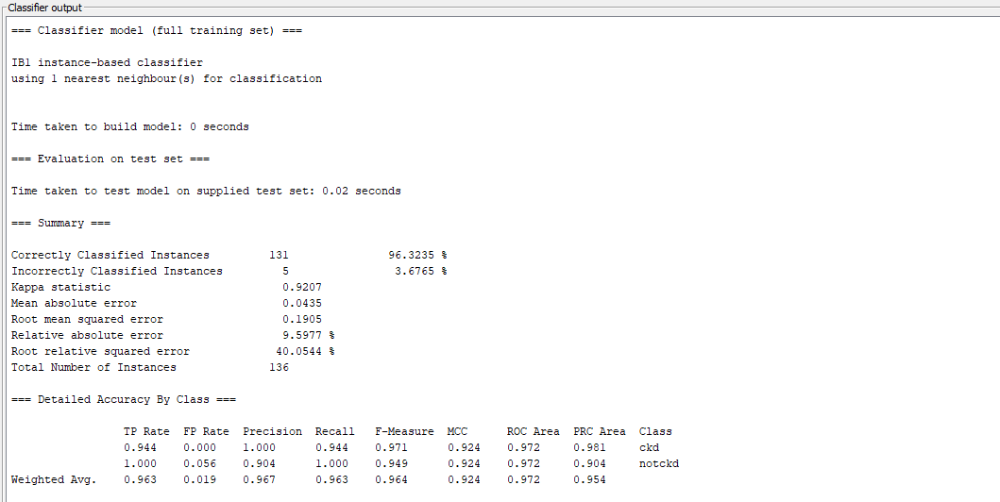 Classifier output
=== Classifier model (full training set) ===
IB1 instance-based classifier
using 1 nearest neighbour(s) for classification
Time taken to build model: 0 seconds
=== Evaluation on test set ===
Time taken to test model on supplied test set: 0.02 seconds
=== Summary ===
Correctly Classified Instances 131 96.3235 %
Incorrectly Classified Instances 5 3.6765 %
Kappa statistic 0.9207
Mean absolute error 0.0435
Root mean squared error 0.1905
Relative absolute error 9.5977 %
Root relative squared error 40.0544 %
Total Number of Instances 136
=== Detailed Accuracy By Class ===
TP Rate FP Rate Precision Recall F-Measure MCC ROC Area PRC Area Class
0.944 0.000 1.000 0.944 0.971 0.924 0.972 0.981 ckd
1.000 0.056 0.904 1.000 0.949 0.924 0.972 0.904 notckd
Weighted Avg. 0.963 0.019 0.967 0.963 0.964 0.924 0.972 0.954